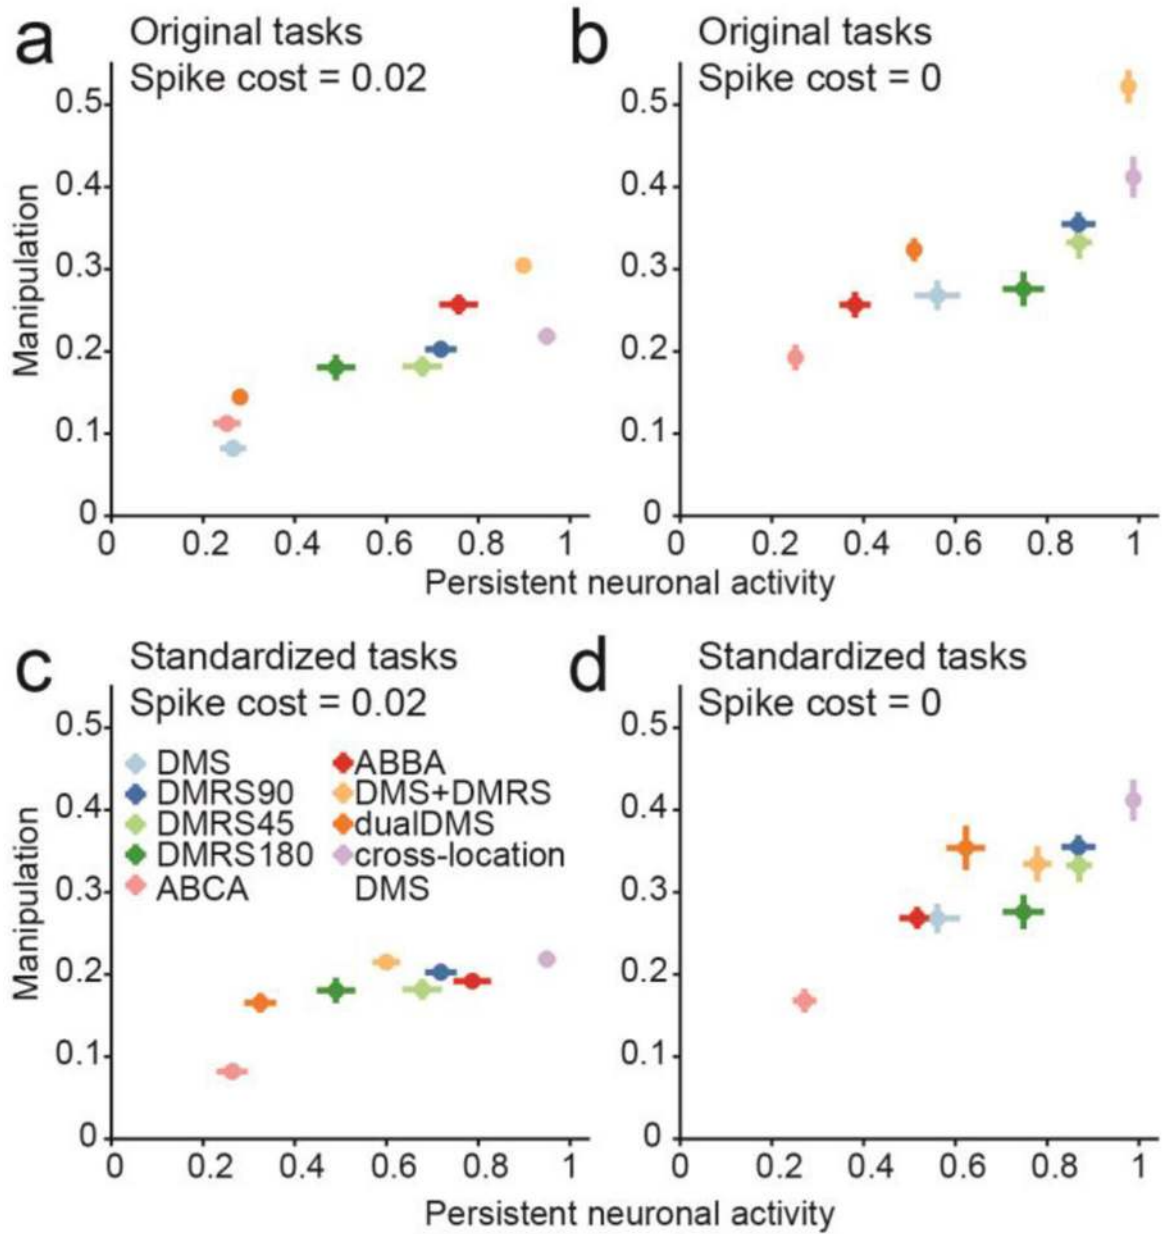 a
Original tasks
Spike cost = 0.02
0.5
0.4
0.3
0.2
0.1
0
Manipulation
0 0.2 0.4 0.6 0.8 1
b
Original tasks
Spike cost = 0
0.5
0.4
0.3
0.2
0.1
0
0 0.2 0.4 0.6 0.8 1
Persistent neuronal activity
c
Standardized tasks
Spike cost = 0.02
0.5
0.4
0.3
0.2
0.1
0
Manipulation
DMS
DMRS90
DMRS45
DMRS180
ABCA
ABBA
DMS+DMRS
dualDMS
cross-location
DMS
0 0.2 0.4 0.6 0.8 1
d
Standardized tasks
Spike cost = 0
0.5
0.4
0.3
0.2
0.1
0
0 0.2 0.4 0.6 0.8 1
Persistent neuronal activity